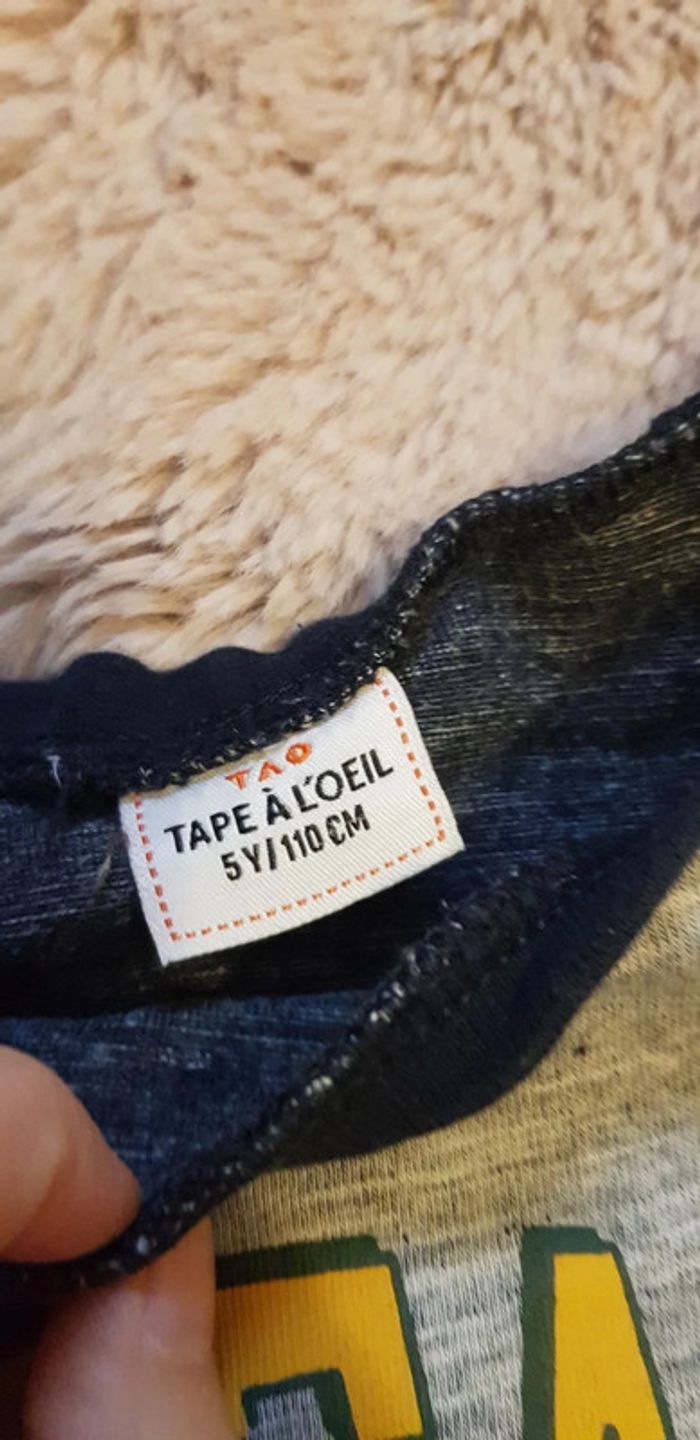 TAO
TAPE À L'OEIL
5Y/110CM